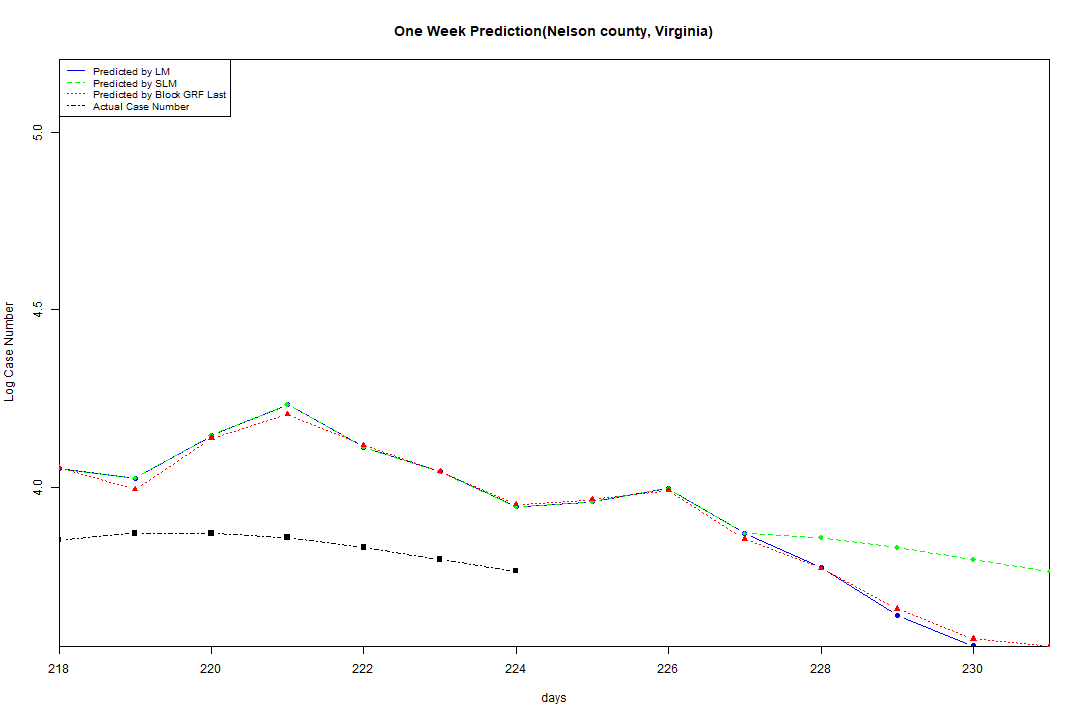 One Week Prediction(Nelson county, Virginia)
Predicted by LM
Predicted by SLM
Predicted by Block GRF Last
Actual Case Number
5.0
4.5
4.0
Log Case Number
218 220 222 224 226 228 230
days